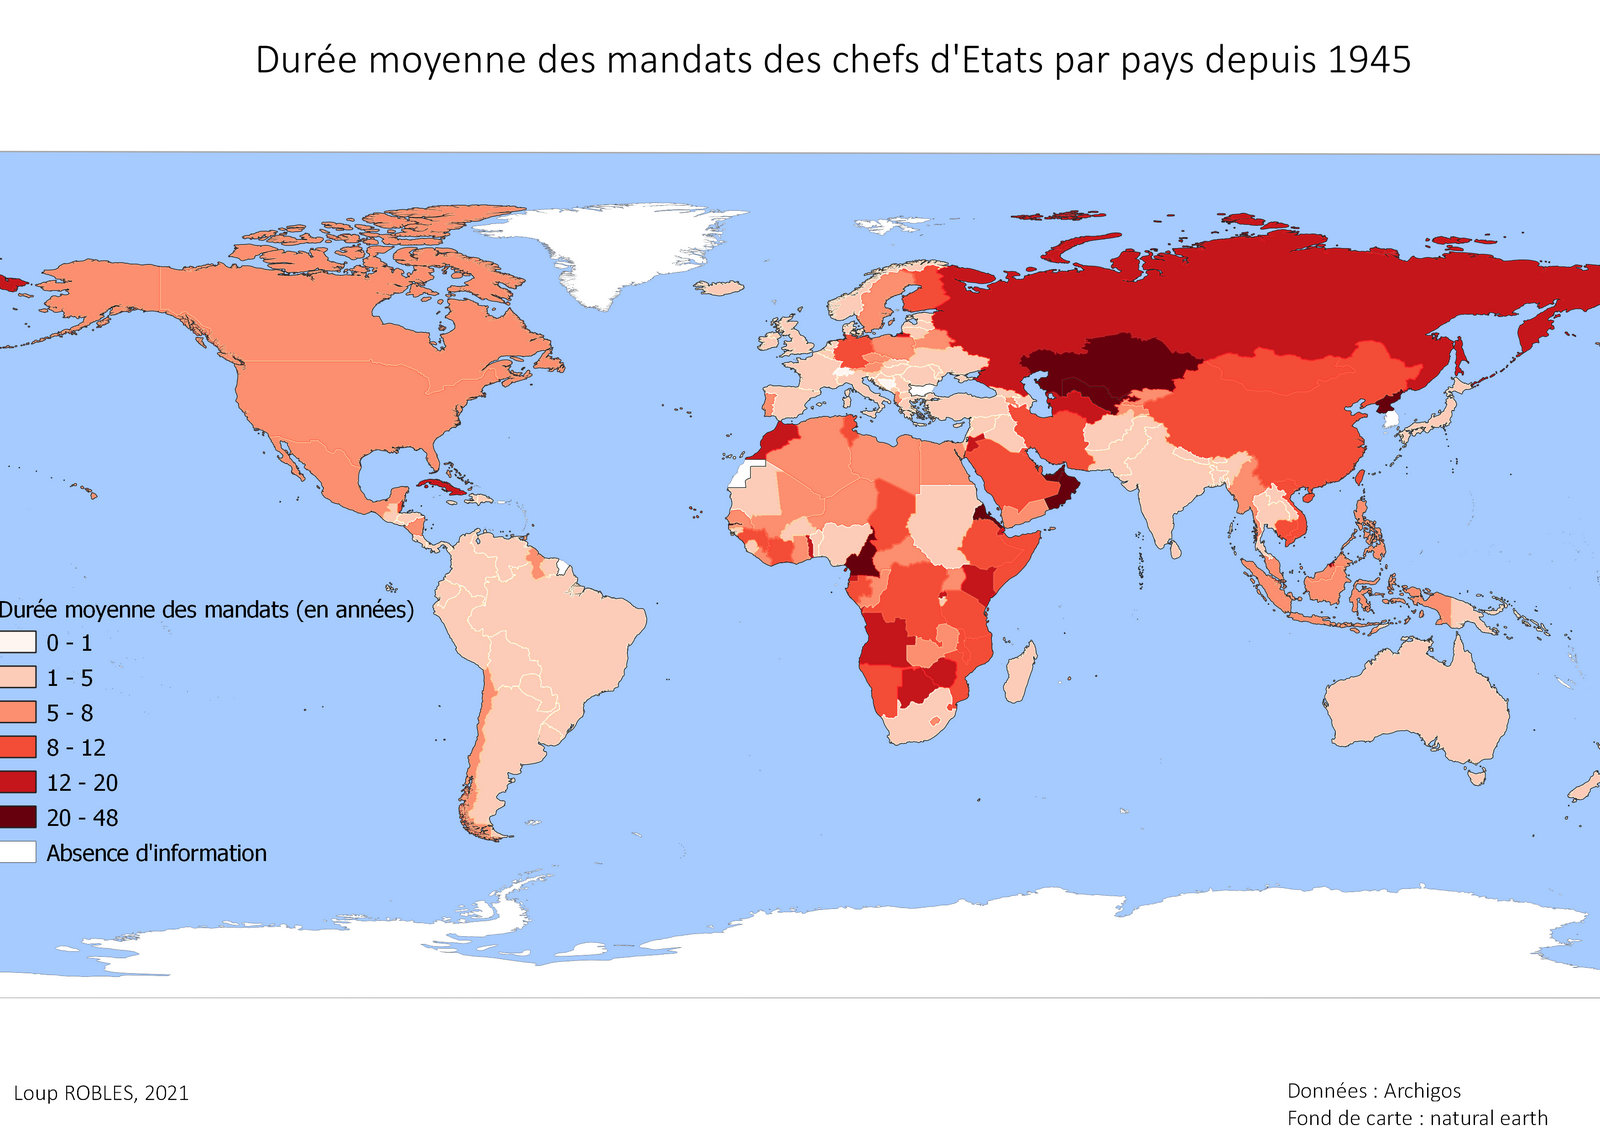 Durée moyenne des mandats des chefs d'Etats par pays depuis 1945
Durée moyenne des mandats (en années)
0 - 1
1 - 5
5 - 8
8 - 12
12 - 20
20 - 48
Absence d'information
Loup ROBLES, 2021
Données : Archigos
Fond de carte : natural earth